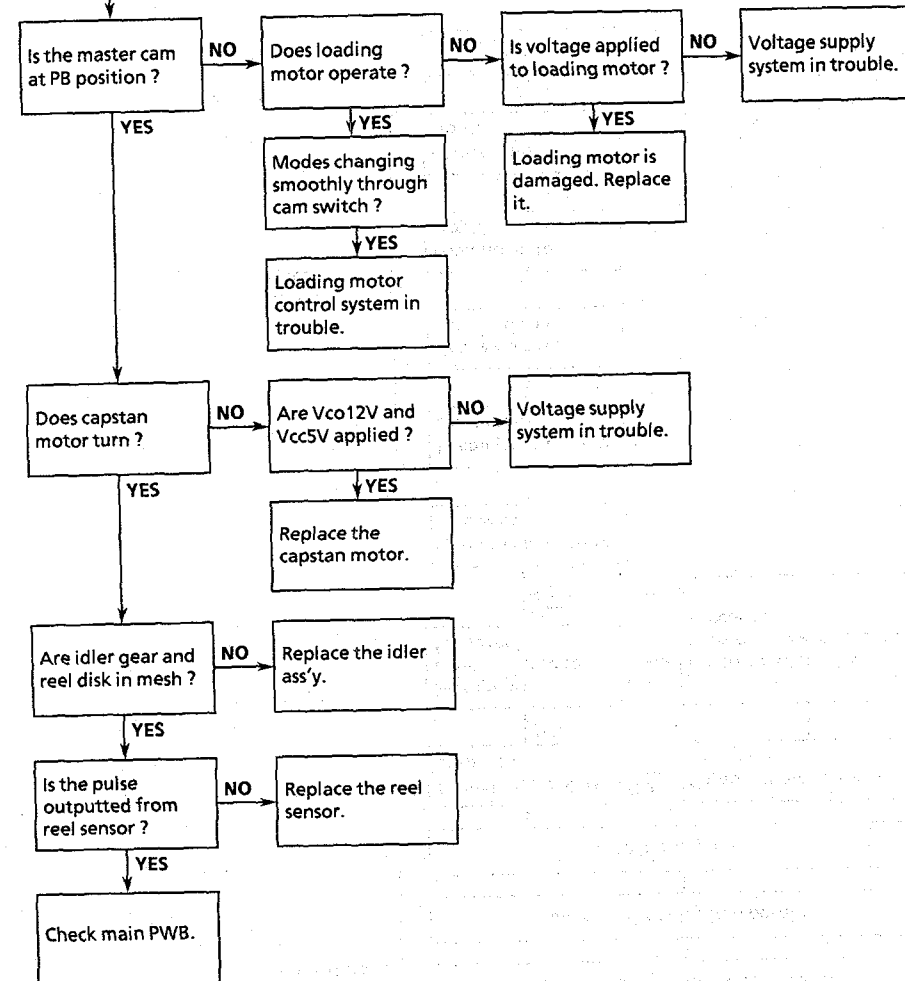 Is the master cam
at PB position ?
NO
Does loading
motor operate ?
NO
Is voltage applied
to loading motor ?
NO
Voltage supply
system in trouble.
YES
YES
YES
Modes changing
smoothly through
cam switch ?
Loading motor is
damaged. Replace
it.
YES
Loading motor
control system in
trouble.
Does capstan
motor turn ?
NO
Are Vco12V and
Vcc5V applied ?
NO
Voltage supply
system in trouble.
YES
YES
Replace the
capstan motor.
Are idler gear and
reel disk in mesh ?
NO
Replace the idler
ass'y.
YES
Is the pulse
outputted from
reel sensor ?
NO
Replace the reel
sensor.
YES
Check main PWB.